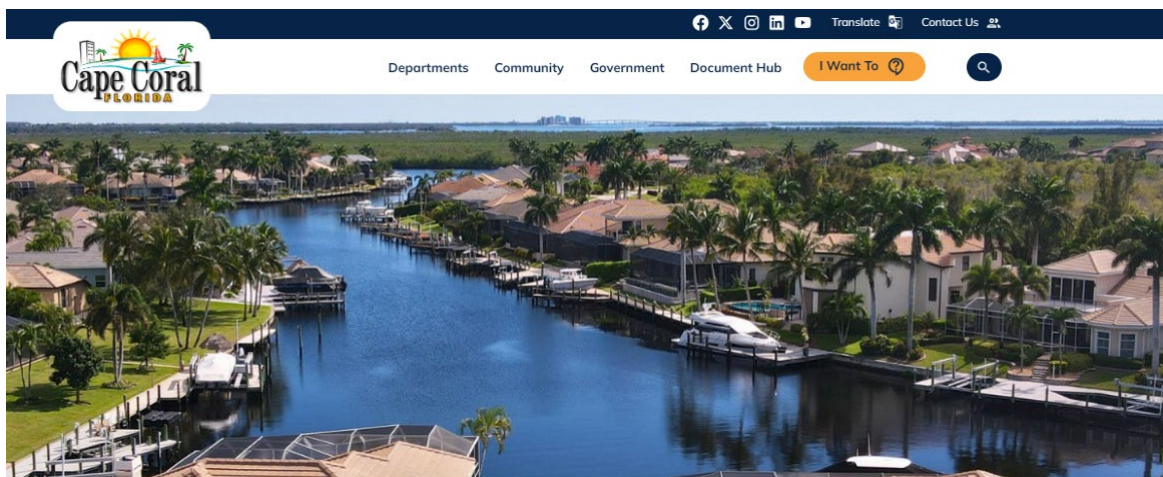 Translate Contact Us
Cape Coral
FLORIDA
Departments Community Government Document Hub I Want To